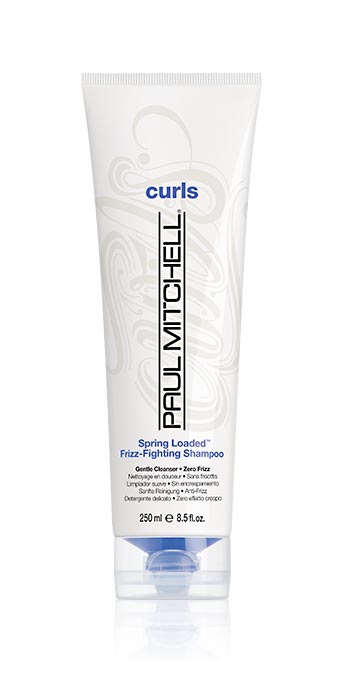 curls
PAUL MITCHELL®
Spring Loaded™
Frizz-Fighting Shampoo
Gentle Cleanser • Zero Frizz
Nettoyage en douceur • Sans frisottis
Limpiador suave • Sin encrespamiento
Sanfte Reinigung • Anti-Frizz
Detergente delicato • Zero effetto crespo
250 ml ℮ 8.5 fl.oz.